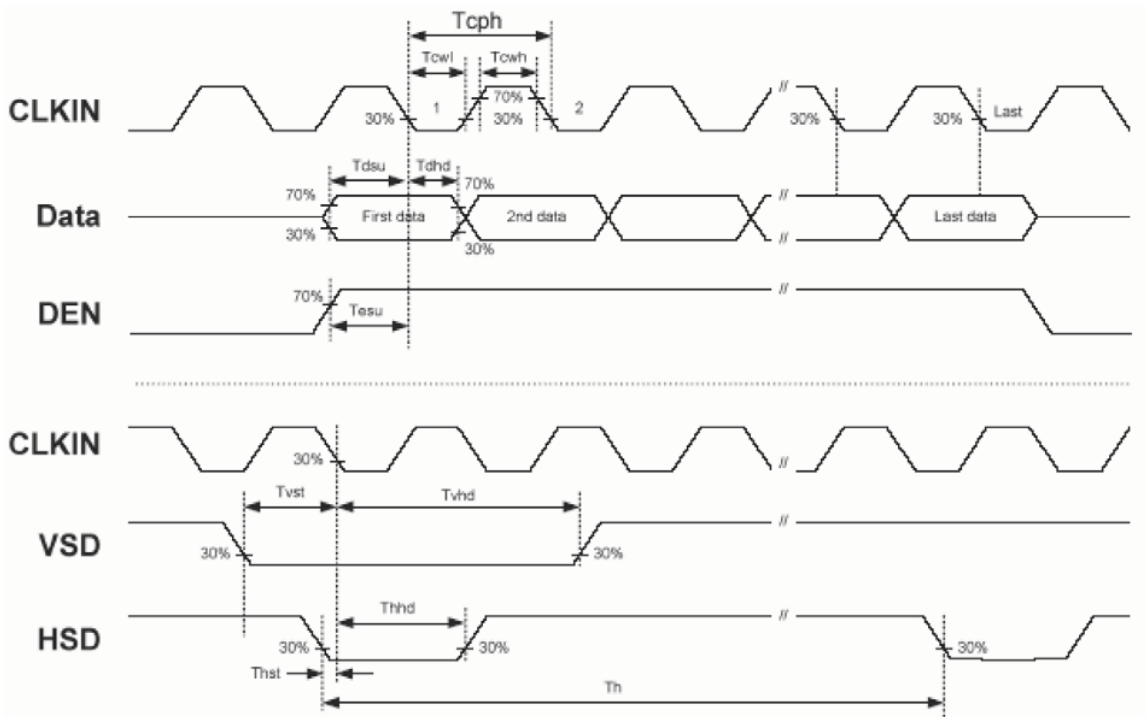 Tcph
Tcwl Tcwh
CLKIN 30% 1 70% 30% 2 // 30% 30% Last
Tdsu Tdhd
70% 70%
Data First data 2nd data // Last data
30% 30%
//
DEN 70% //
Tesu
CLKIN 30% //
Tvst Tvhd
VSD 30% 30% //
Thhd
HSD 30% 30% // 30%
Thst
Th